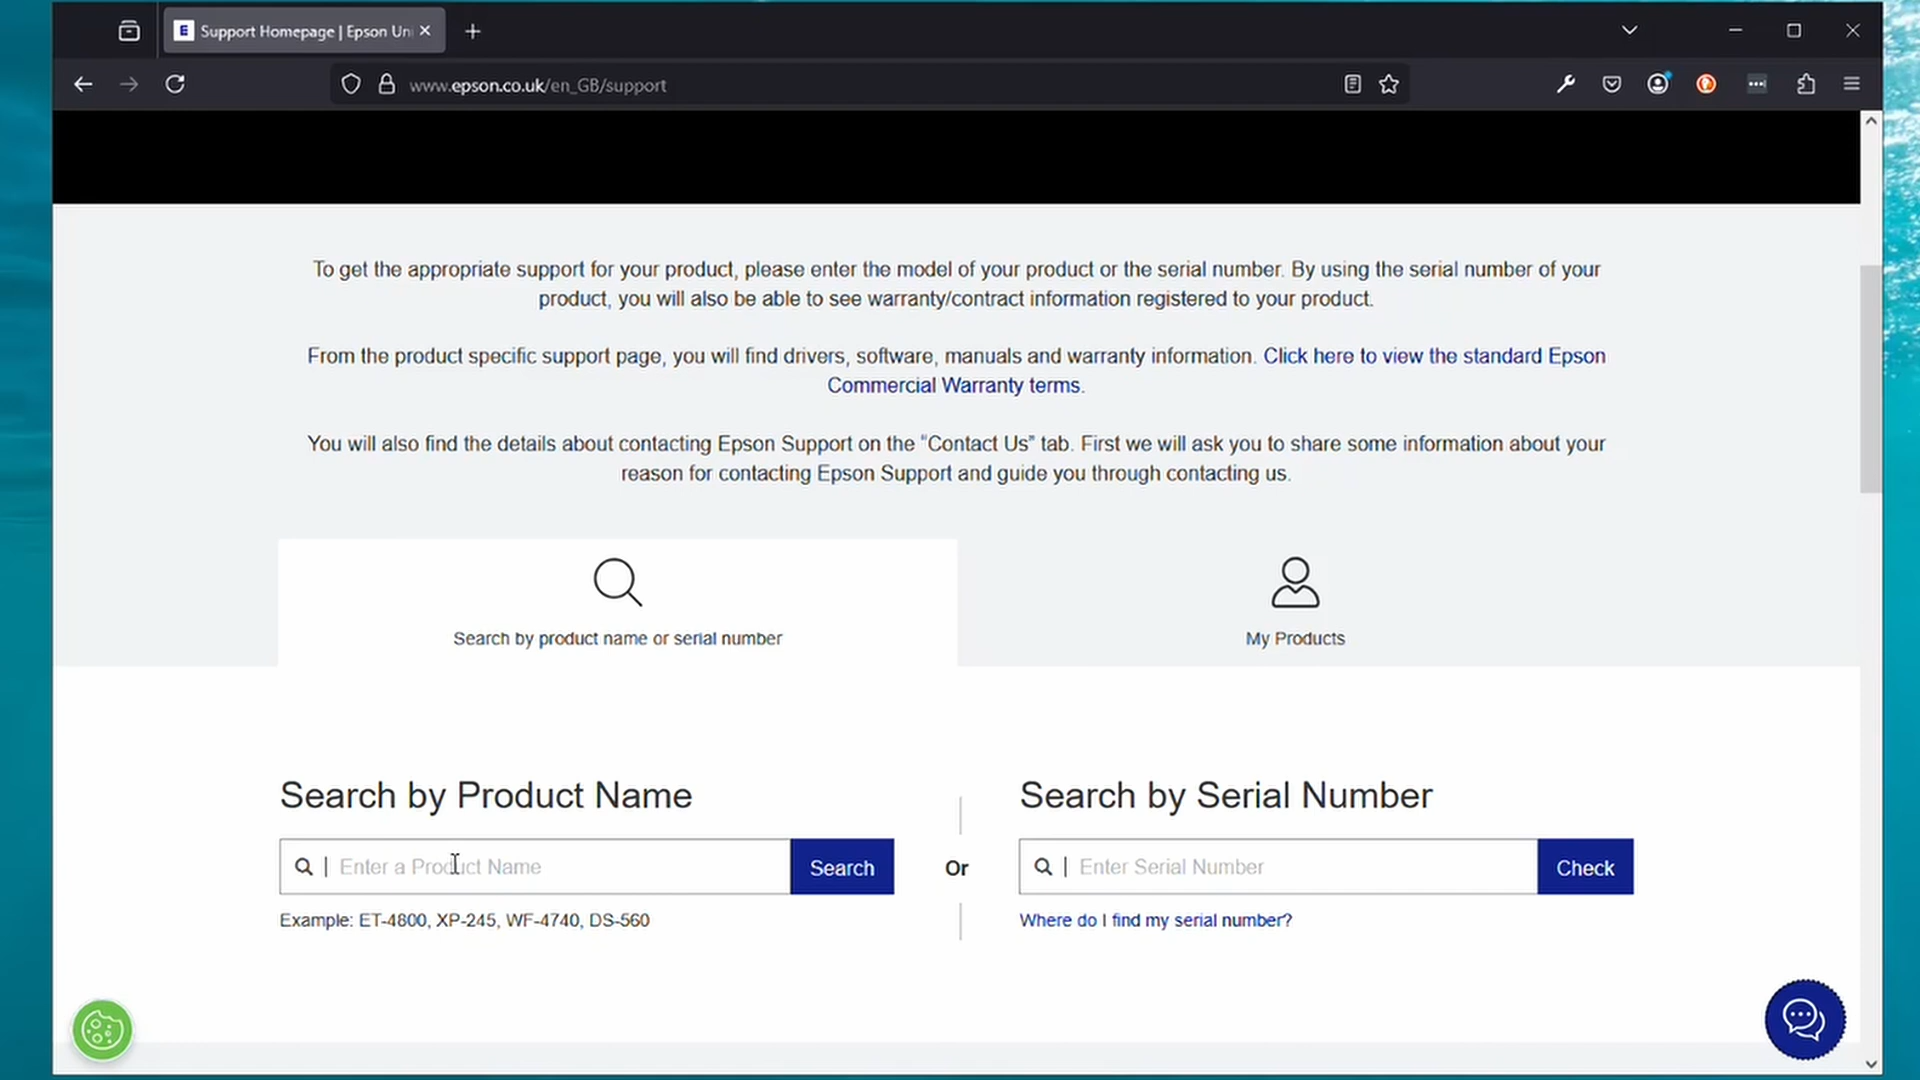 Support Homepage | Epson Un
www.epson.co.uk/en_GB/support
To get the appropriate support for your product, please enter the model of your product or the serial number. By using the serial number of your
product, you will also be able to see warranty/contract information registered to your product.
From the product specific support page, you will find drivers, software, manuals and warranty information. Click here to view the standard Epson
Commercial Warranty terms.
You will also find the details about contacting Epson Support on the “Contact Us” tab. First we will ask you to share some information about your
reason for contacting Epson Support and guide you through contacting us.
Search by product name or serial number
My Products
Search by Product Name
Search by Serial Number
Enter a Product Name
Search
Or
Enter Serial Number
Check
Example: ET-4800, XP-245, WF-4740, DS-560
Where do I find my serial number?